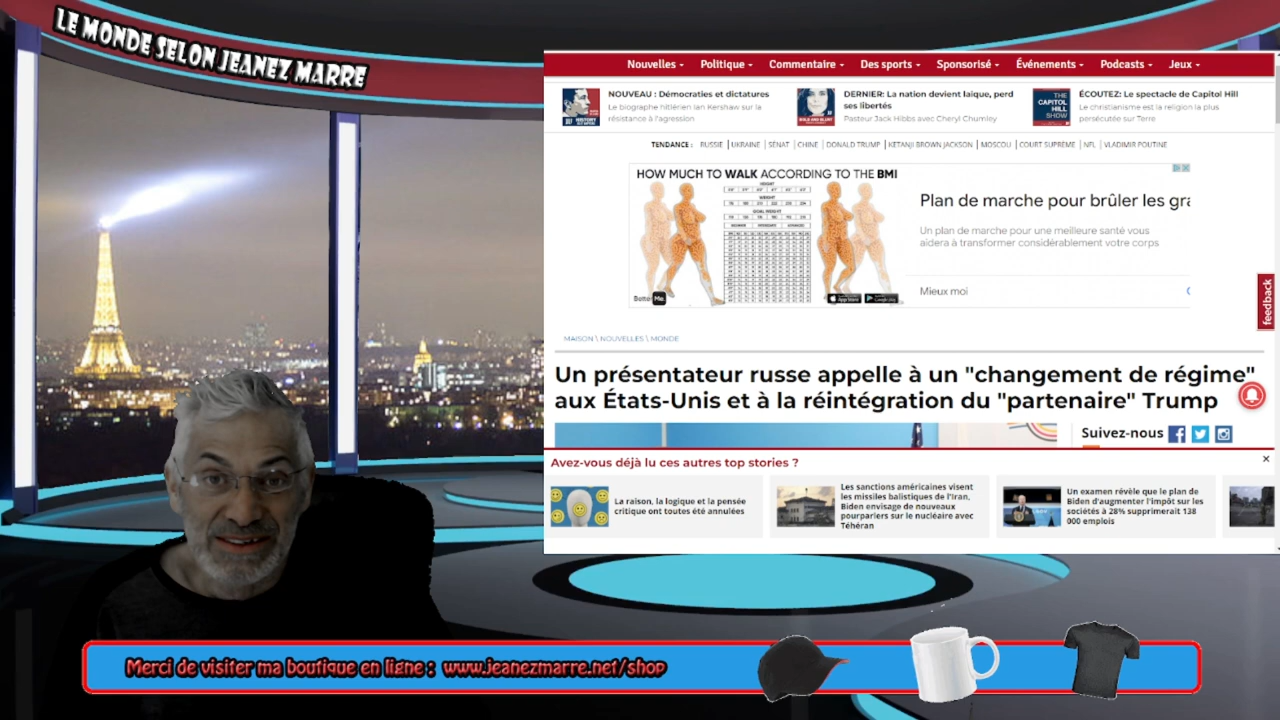 LE MONDE SELON JEANEZ MARRE
Nouvelles Politique Commentaire Des sports Sponsorisé Événements Podcasts Jeux
NOUVEAU : Démocraties et dictatures
Le biographe hitlérien Ian Kershaw sur la
résistance à l'agression
DERNIER: La nation devient laïque, perd
ses libertés
Pasteur Jack Hibbs avec Cheryl Chumley
THE
CAPITOL
HILL
SHOW
ÉCOUTEZ: Le spectacle de Capitol Hill
Le christianisme est la religion la plus
persécutée sur Terre
TENDANCE : RUSSIE | UKRAINE | SÉNAT | CHINE | DONALD TRUMP | KETANJI BROWN JACKSON | MOSCOU | COURT SUPRÊME | NFL | VLADIMIR POUTINE
HOW MUCH TO WALK ACCORDING TO THE BMI
HEIGHT
WEIGHT
GOAL WEIGHT
Plan de marche pour brûler les gra
Un plan de marche pour une meilleure santé vous
aidera à transformer considérablement votre corps
Mieux moi
feedback
MAISON \ NOUVELLES \ MONDE
Un présentateur russe appelle à un "changement de régime"
aux États-Unis et à la réintégration du "partenaire" Trump
Suivez-nous
Avez-vous déjà lu ces autres top stories ?
La raison, la logique et la pensée
critique ont toutes été annulées
Les sanctions américaines visent
les missiles balistiques de l'Iran,
Biden envisage de nouveaux
pourparlers sur le nucléaire avec
Téhéran
Un examen révèle que le plan de
Biden d'augmenter l'impôt sur les
sociétés à 28% supprimerait 138
000 emplois
Merci de visiter ma boutique en ligne : www.jeanezmarre.net/shop